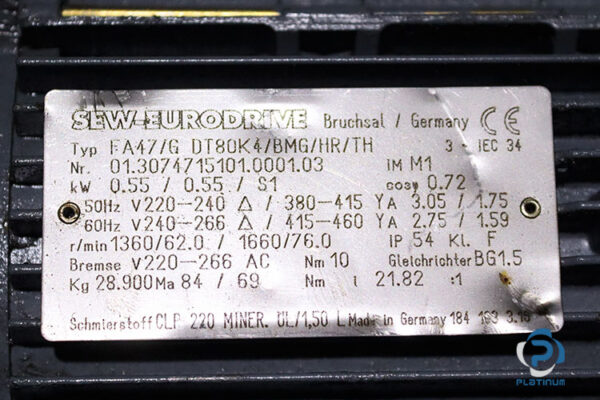 SEW-EURODRIVE Bruchsal / Germany CE
Typ FA47/G DT80K4/BMG/HR/TH 3 ~ IEC 34
Nr. 01.3074715101.0001.03 IM M1
kW 0.55 / 0.55 / S1 cosφ 0.72
50Hz V220-240 Δ / 380-415 Y A 3.05 / 1.75
60Hz V240-266 Δ / 415-460 Y A 2.75 / 1.59
r/min 1360/62.0 / 1660/76.0 IP 54 Kl. F
Bremse V220-266 AC Nm 10 Gleichrichter BG1.5
Kg 28.900 Ma 84 / 69 Nm i 21.82 :1
Schmierstoff CLP 220 MINER. ÖL/1,50 L Made in Germany 184
PLATINUM